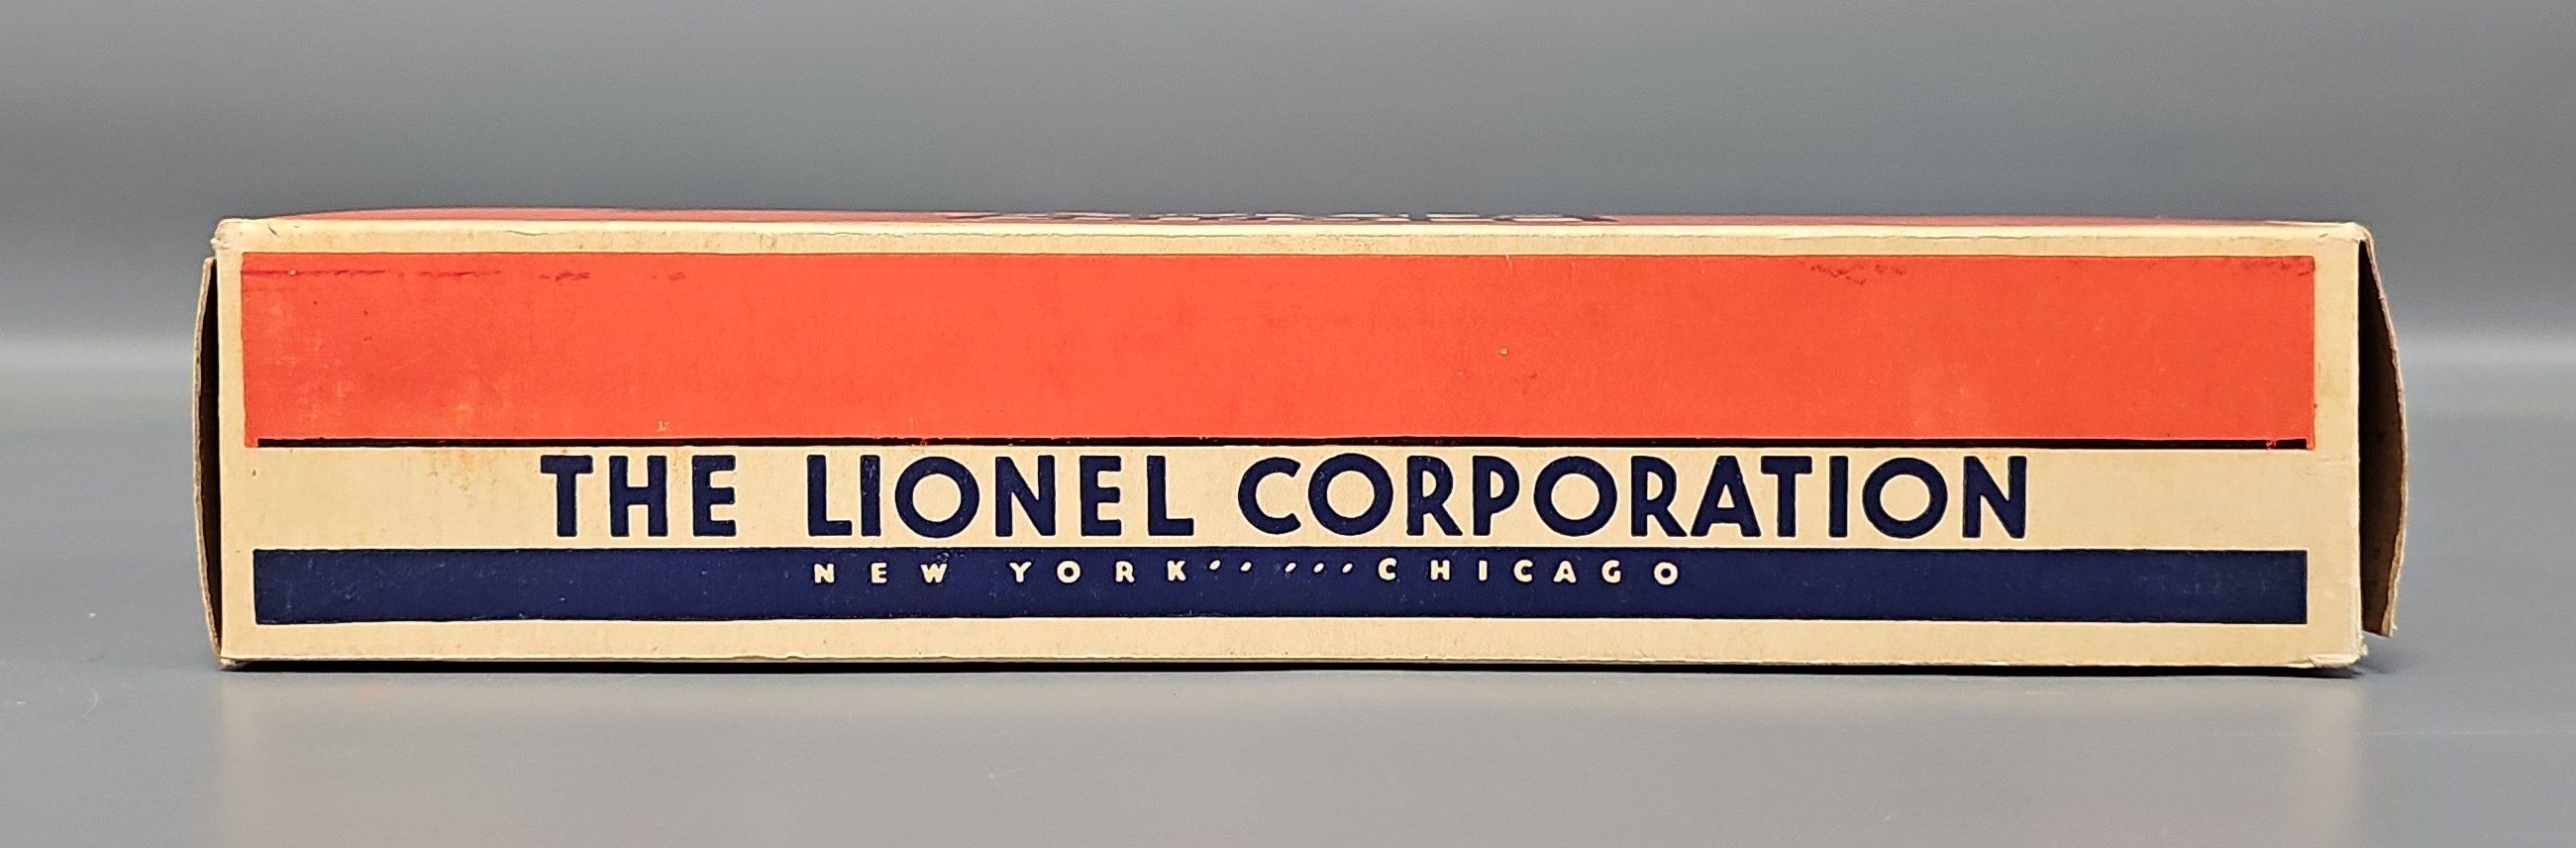 THE LIONEL CORPORATION
NEW YORK•• •••CHICAGO